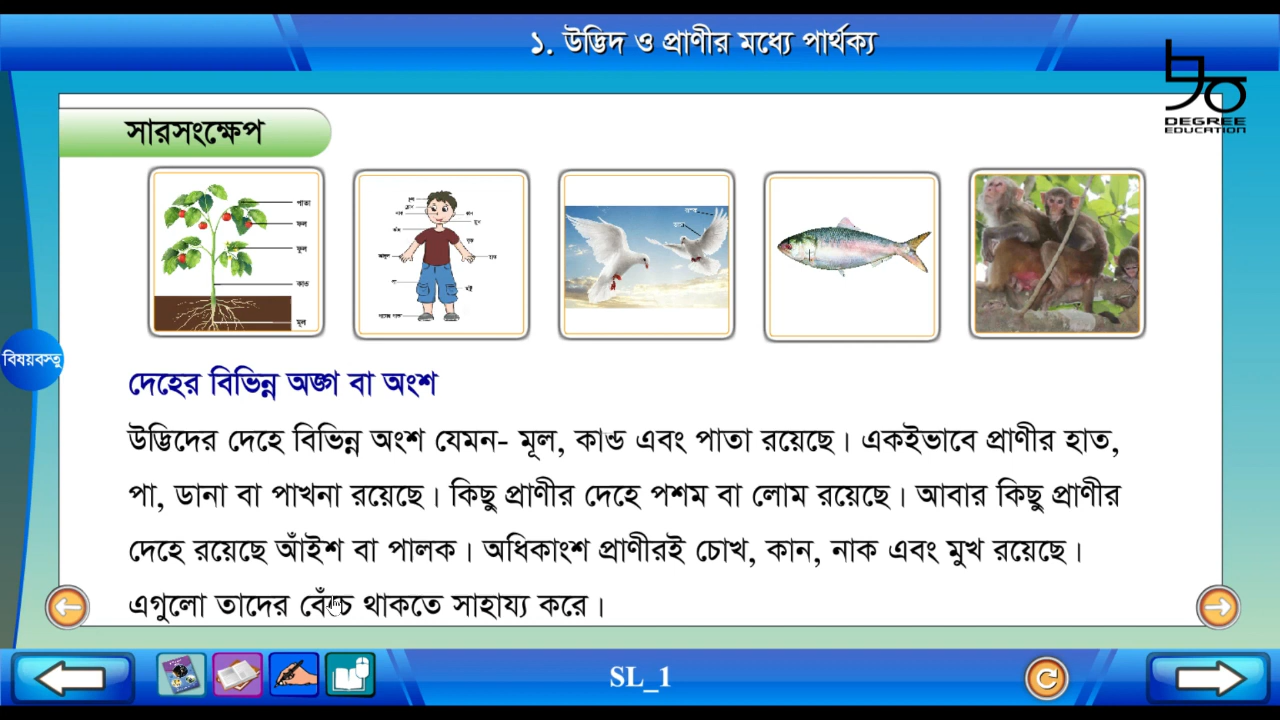 ১. উদ্ভিদ ও প্রাণীর মধ্যে পার্থক্য
DEGREE
EDUCATION
সারসংক্ষেপ
পাতা
ফল
ফুল
কান্ড
মূল
বিষয়বস্তু
দেহের বিভিন্ন অঙ্গ বা অংশ
উদ্ভিদের দেহে বিভিন্ন অংশ যেমন- মূল, কান্ড এবং পাতা রয়েছে। একইভাবে প্রাণীর হাত,
পা, ডানা বা পাখনা রয়েছে। কিছু প্রাণীর দেহে পশম বা লোম রয়েছে। আবার কিছু প্রাণীর
দেহে রয়েছে আঁইশ বা পালক। অধিকাংশ প্রাণীরই চোখ, কান, নাক এবং মুখ রয়েছে।
এগুলো তাদের বেঁচে থাকতে সাহায্য করে।
SL_1